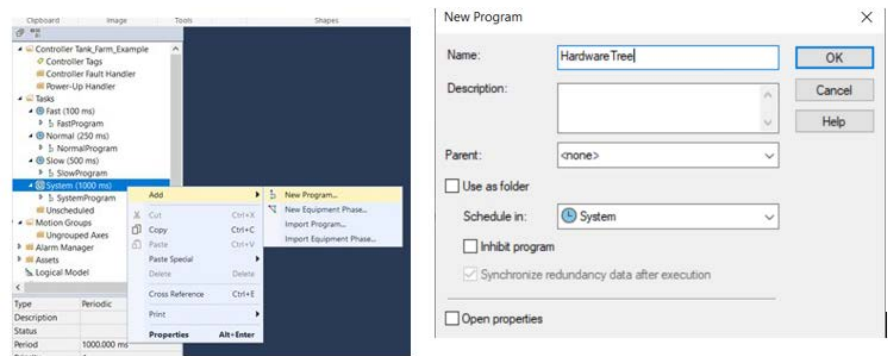 Clipboard Image Tools Shapes
Controller Tank_Farm_Example
Controller Tags
Controller Fault Handler
Power-Up Handler
Tasks
Fast (100 ms)
FastProgram
Normal (250 ms)
NormalProgram
Slow (500 ms)
SlowProgram
System (1000 ms)
SystemProgram
Unscheduled
Motion Groups
Ungrouped Axes
Alarm Manager
Assets
Logical Model
Type Periodic
Description
Status
Period 1000.000 ms
Add
Cut Ctrl+X
Copy Ctrl+C
Paste Ctrl+V
Paste Special
Delete Delete
Cross Reference Ctrl+E
Print
Properties Alt+Enter
New Program...
New Equipment Phase...
Import Program...
Import Equipment Phase...
New Program
Name: HardwareTree OK
Description: Cancel
Help
Parent: <none>
Use as folder
Schedule in: System
Inhibit program
Synchronize redundancy data after execution
Open properties